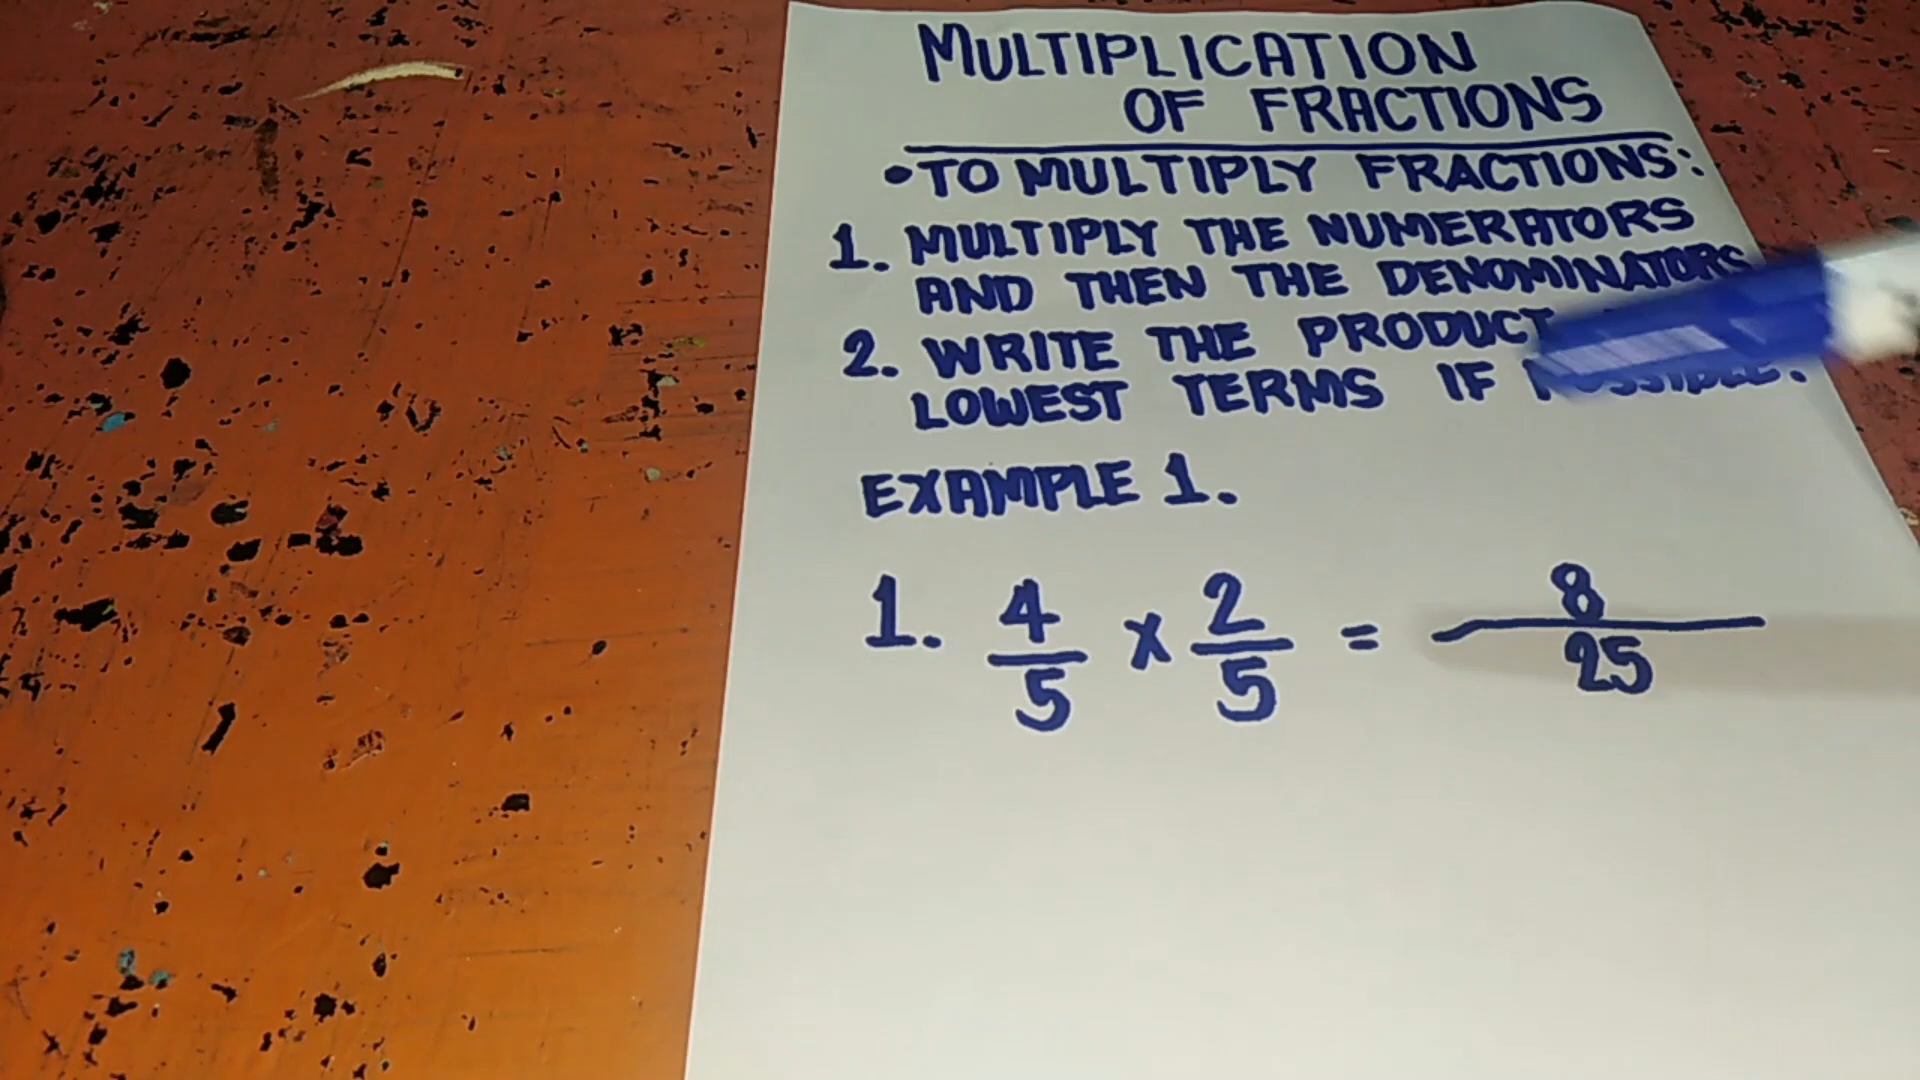 MULTIPLICATION
OF FRACTIONS
•TO MULTIPLY FRACTIONS:
1. MULTIPLY THE NUMERATORS
AND THEN THE DENOMINATORS
2. WRITE THE PRODUCT
LOWEST TERMS IF
EXAMPLE 1.
1. 4/5 x 2/5 = 8/25